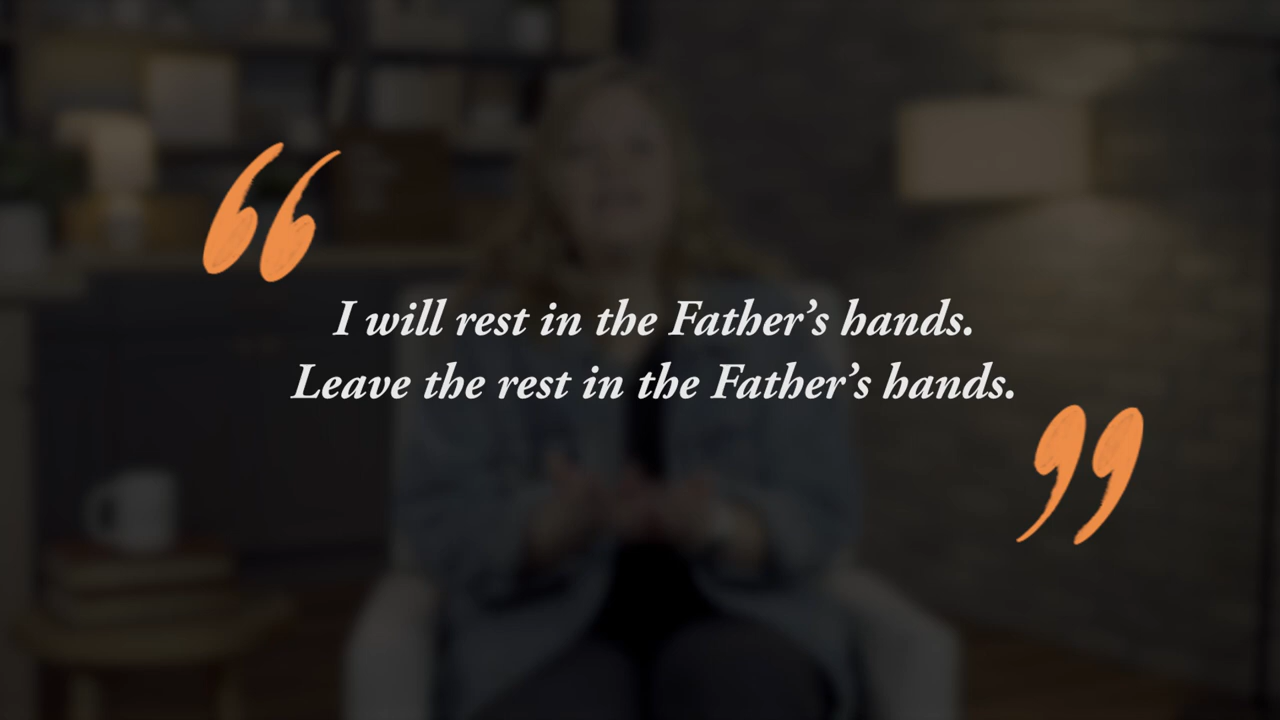 “
I will rest in the Father’s hands.
Leave the rest in the Father’s hands.
”